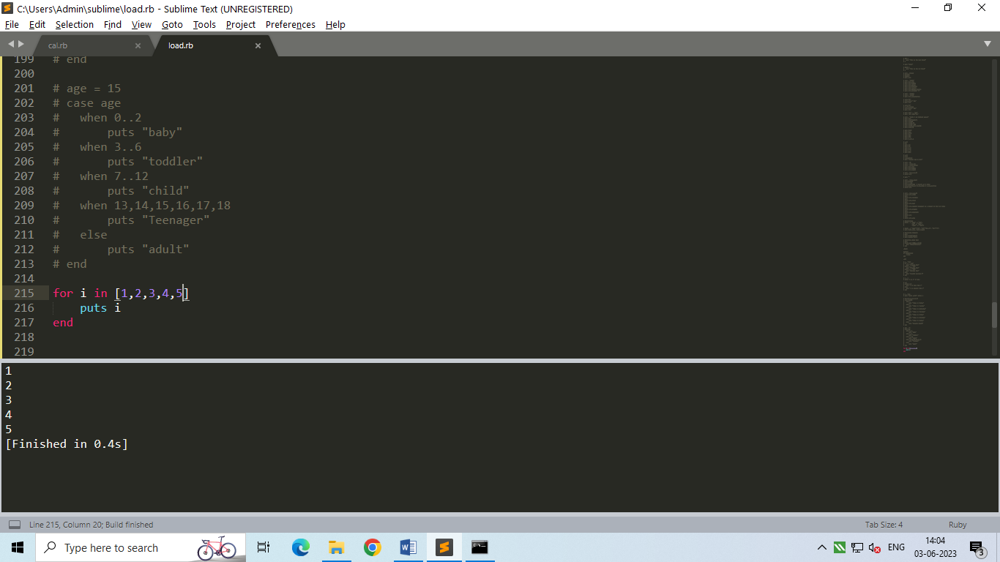 C:\Users\Admin\sublime\load.rb - Sublime Text (UNREGISTERED)
File Edit Selection Find View Goto Tools Project Preferences Help
cal.rb load.rb
199 # end
200
201 # age = 15
202 # case age
203 #   when 0..2
204 #       puts "baby"
205 #   when 3..6
206 #       puts "toddler"
207 #   when 7..12
208 #       puts "child"
209 #   when 13,14,15,16,17,18
210 #       puts "Teenager"
211 #   else
212 #       puts "adult"
213 # end
214
215 for i in [1,2,3,4,5]
216     puts i
217 end
218
219
1
2
3
4
5
[Finished in 0.4s]
Line 215, Column 20; Build finished Tab Size: 4 Ruby
Type here to search ENG 14:04
03-06-2023 3